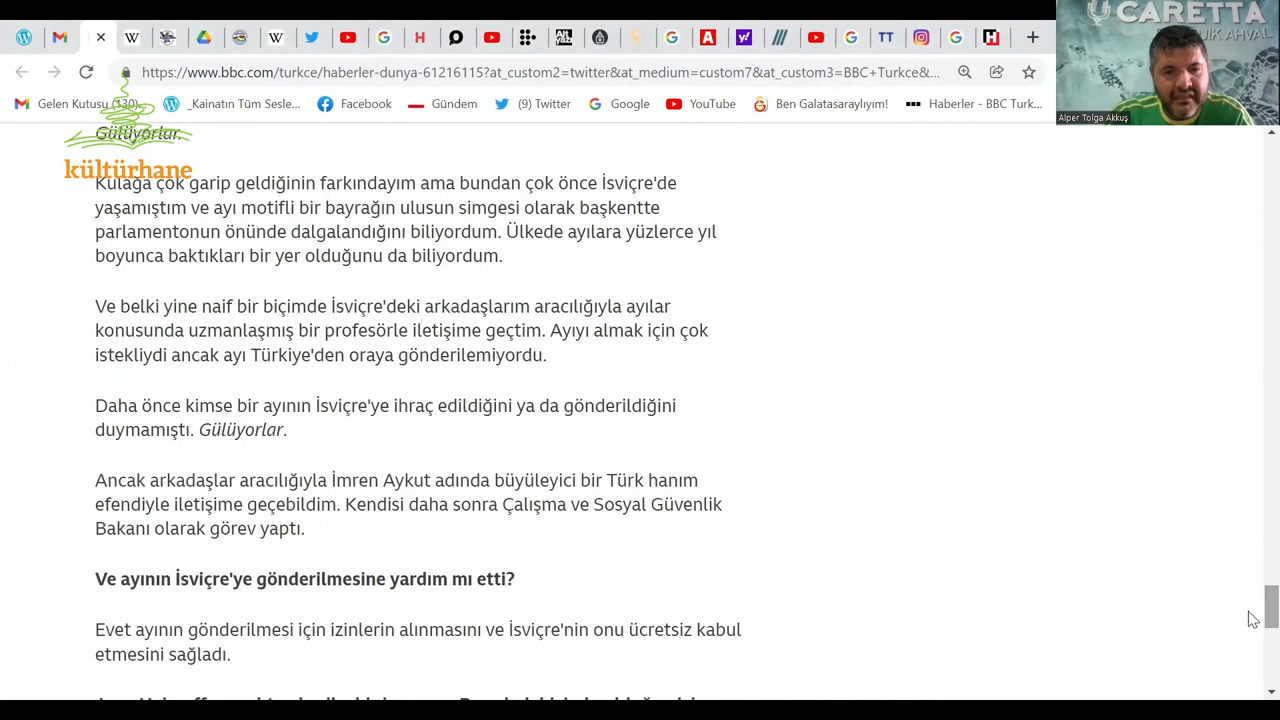 CARETTA
Alper Tolga Akkuş
https://www.bbc.com/turkce/haberler-dunya-61216115?at_custom2=twitter&at_medium=custom7&at_custom3=BBC+Turkce&...
Gelen Kutusu (130)
_Kainatın Tüm Sesle...
Facebook
Gündem
(9) Twitter
Google
YouTube
Ben Galatasaraylıyım!
Haberler - BBC Turk...
Gülüyorlar.
kültürhane
Kulağa çok garip geldiğinin farkındayım ama bundan çok önce İsviçre'de
yaşamıştım ve ayı motifli bir bayrağın ulusun simgesi olarak başkentte
parlamentonun önünde dalgalandığını biliyordum. Ülkede ayılara yüzlerce yıl
boyunca baktıkları bir yer olduğunu da biliyordum.
Ve belki yine naif bir biçimde İsviçre'deki arkadaşlarım aracılığıyla ayılar
konusunda uzmanlaşmış bir profesörle iletişime geçtim. Ayıyı almak için çok
istekliydi ancak ayı Türkiye'den oraya gönderilemiyordu.
Daha önce kimse bir ayının İsviçre'ye ihraç edildiğini ya da gönderildiğini
duymamıştı. Gülüyorlar.
Ancak arkadaşlar aracılığıyla İmren Aykut adında büyüleyici bir Türk hanım
efendiyle iletişime geçebildim. Kendisi daha sonra Çalışma ve Sosyal Güvenlik
Bakanı olarak görev yaptı.
Ve ayının İsviçre'ye gönderilmesine yardım mı etti?
Evet ayının gönderilmesi için izinlerin alınmasını ve İsviçre'nin onu ücretsiz kabul
etmesini sağladı.